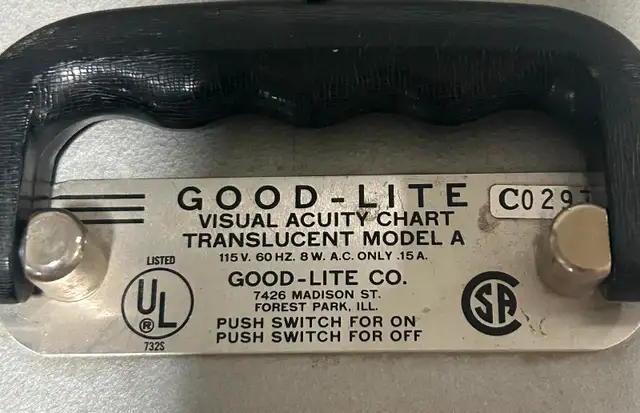 GOOD-LITE
VISUAL ACUITY CHART
TRANSLUCENT MODEL A
115 V. 60 HZ. 8 W. A.C. ONLY .15 A.
GOOD-LITE CO.
7426 MADISON ST.
FOREST PARK, ILL.
PUSH SWITCH FOR ON
PUSH SWITCH FOR OFF
LISTED
UL
®
732S
CSA